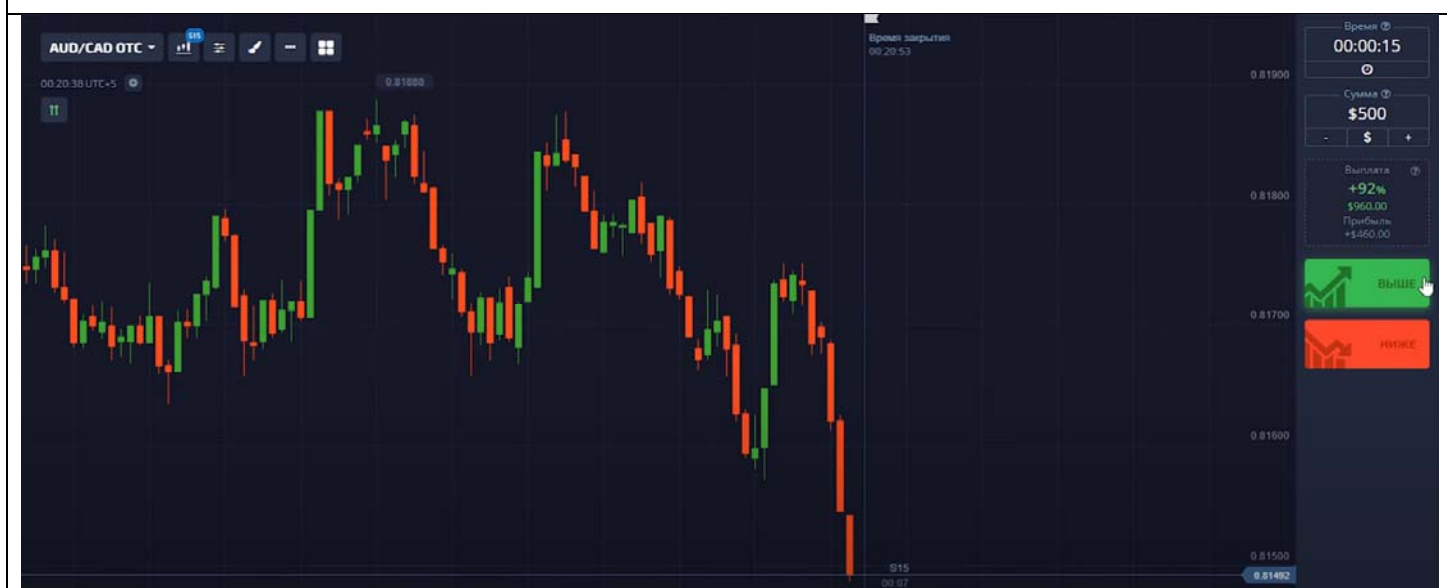 AUD/CAD OTC
S15
00:20:38 UTC+5
0.81888
Время закрытия
00:20:53
0.81900
0.81800
0.81700
0.81600
0.81500
0.81492
S15
00:07
Время
00:00:15
Сумма
$500
- $ +
Выплата
+92%
$960.00
Прибыль
+$460.00
ВЫШЕ
НИЖЕ